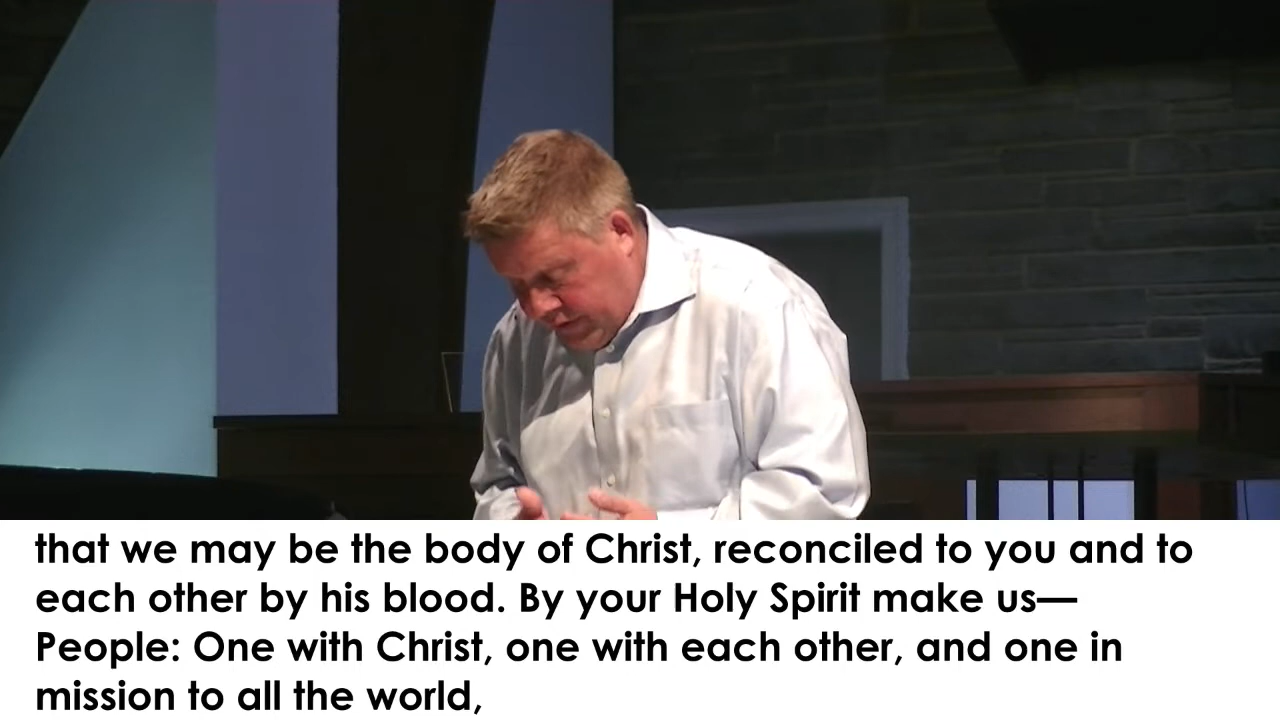 that we may be the body of Christ, reconciled to you and to
each other by his blood. By your Holy Spirit make us—
People: One with Christ, one with each other, and one in
mission to all the world,